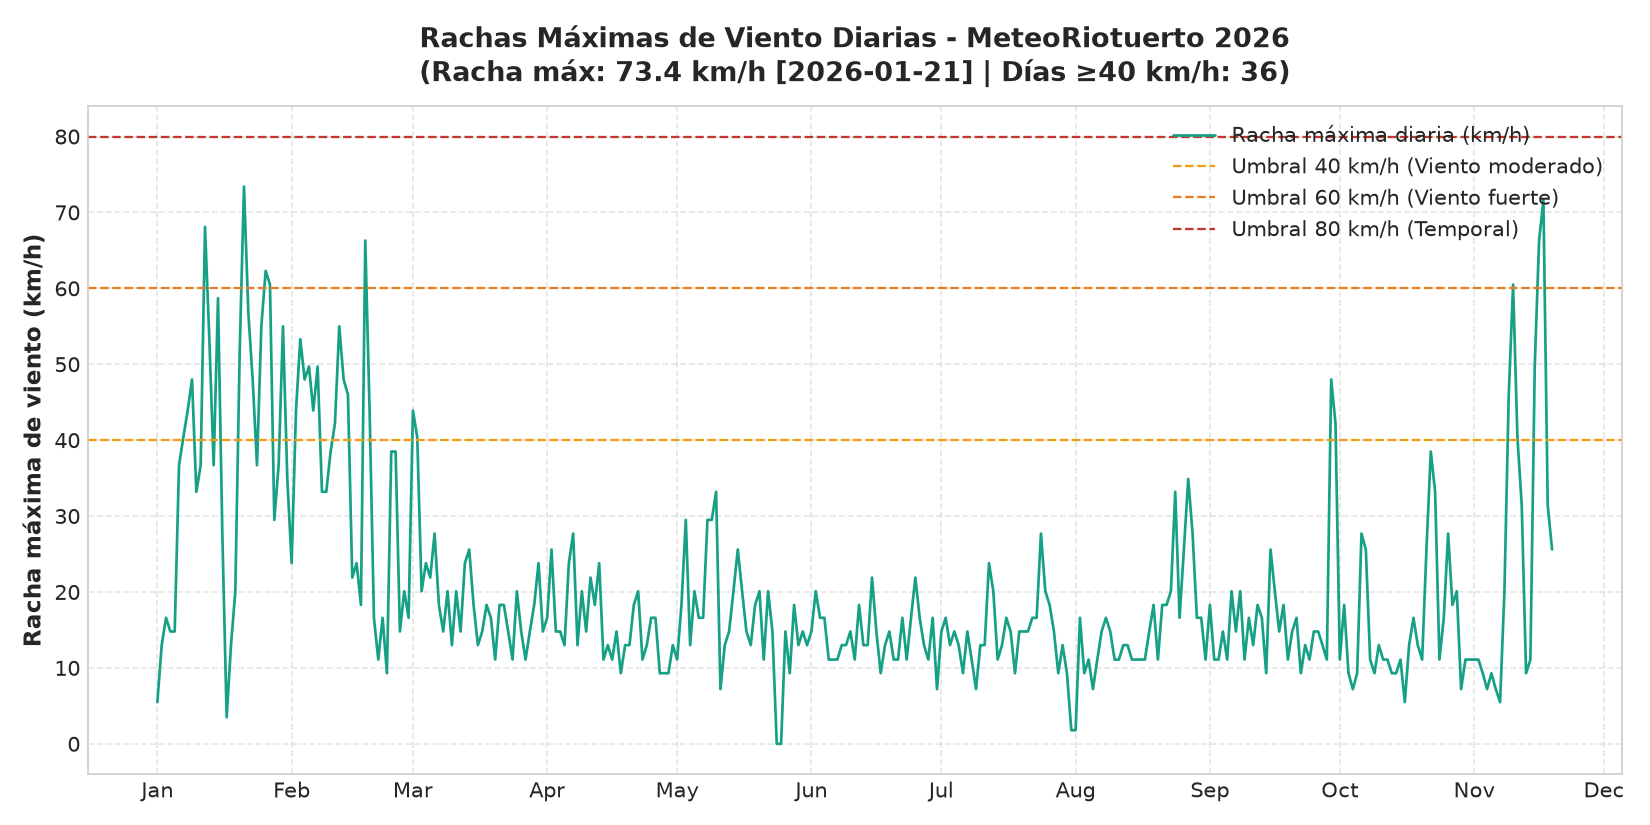 Rachas Máximas de Viento Diarias - MeteoRiotuerto 2026
(Racha máx: 73.4 km/h [2026-01-21] | Días ≥40 km/h: 36)
Racha máxima de viento (km/h)
80
70
60
50
40
30
20
10
0
Racha máxima diaria (km/h)
Umbral 40 km/h (Viento moderado)
Umbral 60 km/h (Viento fuerte)
Umbral 80 km/h (Temporal)
Jan Feb Mar Apr May Jun Jul Aug Sep Oct Nov Dec